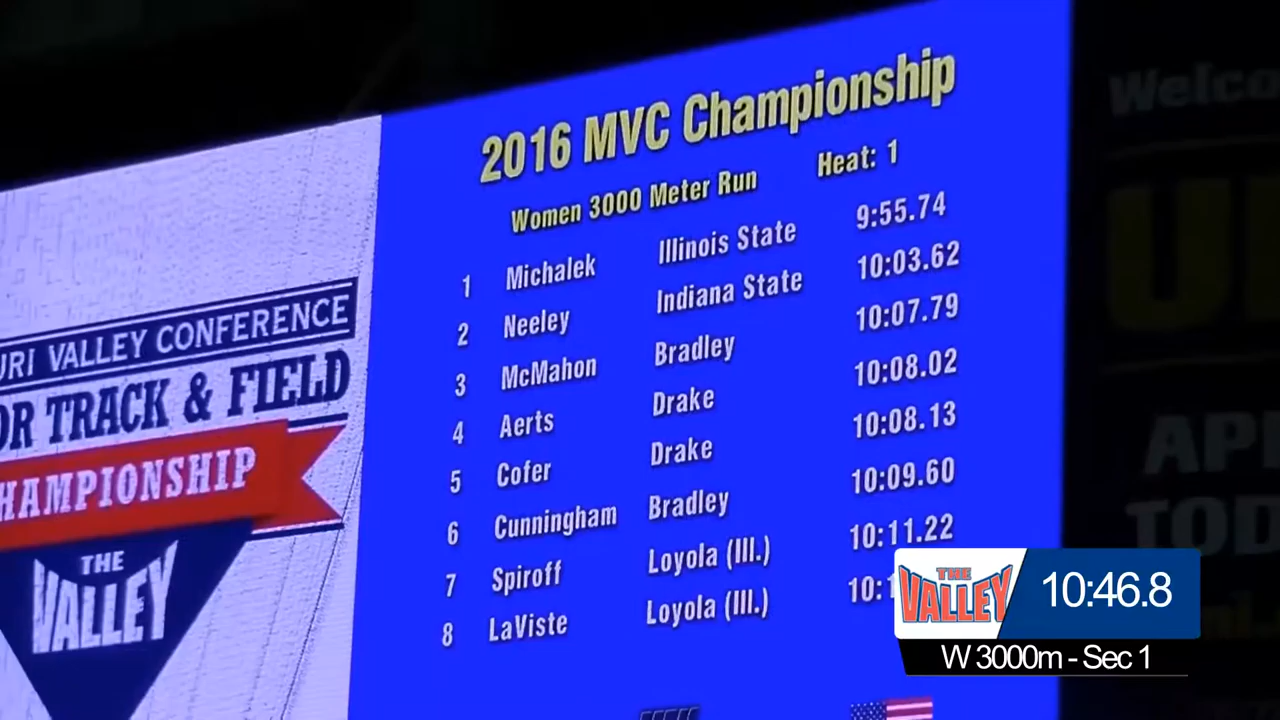 2016 MVC Championship
Women 3000 Meter Run Heat: 1
1 Michalek Illinois State 9:55.74
2 Neeley Indiana State 10:03.62
3 McMahon Bradley 10:07.79
4 Aerts Drake 10:08.02
5 Cofer Drake 10:08.13
6 Cunningham Bradley 10:09.60
7 Spiroff Loyola (Ill.) 10:11.22
8 LaViste Loyola (Ill.) 10:1
URI VALLEY CONFERENCE
OR TRACK & FIELD
HAMPIONSHIP
THE
VALLEY
Welco
THE
VALLEY
10:46.8
W 3000m - Sec 1